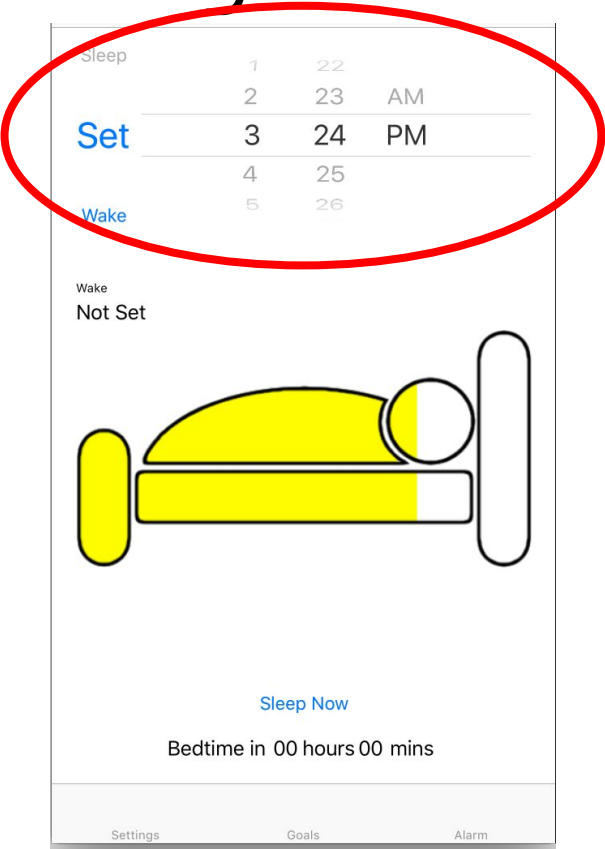 Sleep
1 22
2 23 AM
Set 3 24 PM
4 25
5 26
Wake
Wake
Not Set
Sleep Now
Bedtime in 00 hours 00 mins
Settings Goals Alarm